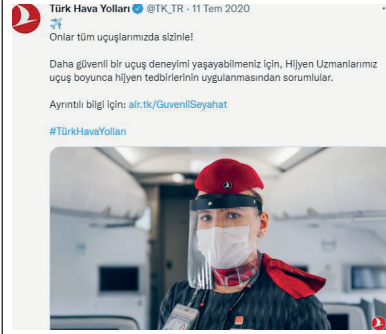 Türk Hava Yolları @TK_TR · 11 Tem 2020
Onlar tüm uçuşlarımızda sizinle!
Daha güvenli bir uçuş deneyimi yaşayabilmeniz için, Hijyen Uzmanlarımız
uçuş boyunca hijyen tedbirlerinin uygulanmasından sorumlular.
Ayrıntılı bilgi için: air.tk/GuvenliSeyahat
#TürkHavaYolları